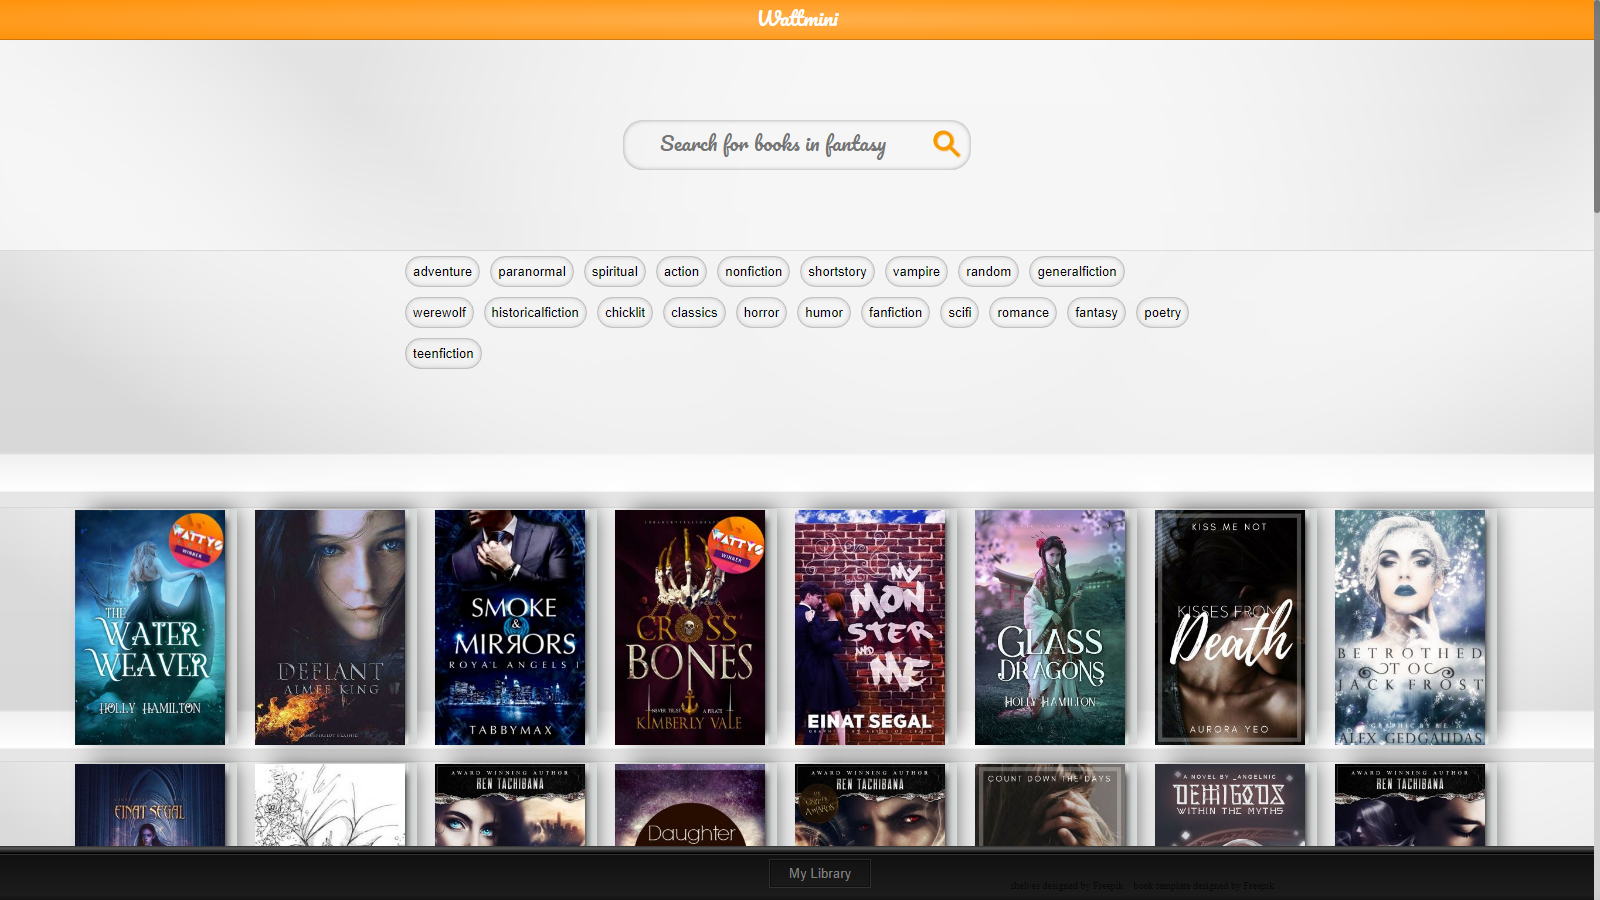 Wattmini
Search for books in fantasy
adventure
paranormal
spiritual
action
nonfiction
shortstory
vampire
random
generalfiction
werewolf
historicalfiction
chicklit
classics
horror
humor
fanfiction
scifi
romance
fantasy
poetry
teenfiction
WATTYS
WINNER
THE
WATER
WEAVER
HOLLY HAMILTON
DEFIANT
AIMEE KING
SMOKE
&
MIRRORS
ROYAL ANGELS I
TABBYMAX
WATTYS
WINNER
CROSS
BONES
NEVER TRUST A PIRATE
KIMBERLY VALE
MY
MON
STER
AND
ME
EINAT SEGAL
GLASS
DRAGONS
HOLLY HAMILTON
KISS ME NOT
KISSES FROM
Death
AURORA YEO
BETROTHED
TO
JACK FROST
ALEX GEDGAUDAS
EINAT SEGAL
AWARD WINNING AUTHOR
REN TACHIBANA
Daughter
AWARD WINNING AUTHOR
REN TACHIBANA
COUNT DOWN THE DAYS
A NOVEL BY _ANGELNIC
DEMIGODS
WITHIN THE MYTHS
AWARD WINNING AUTHOR
REN TACHIBANA
My Library
shelves designed by Freepik book template designed by Freepik